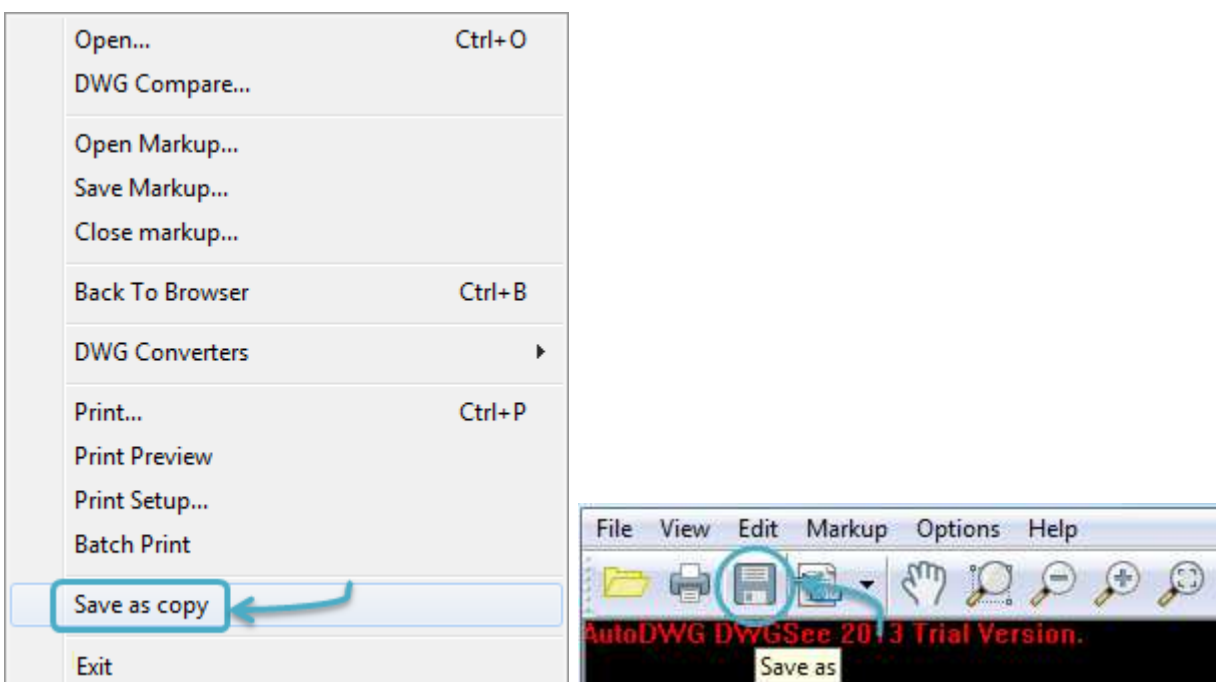 Open... Ctrl+O
DWG Compare...
Open Markup...
Save Markup...
Close markup...
Back To Browser Ctrl+B
DWG Converters
Print... Ctrl+P
Print Preview
Print Setup...
Batch Print
Save as copy
Exit
File View Edit Markup Options Help
AutoDWG DWGSee 2013 Trial Version.
Save as